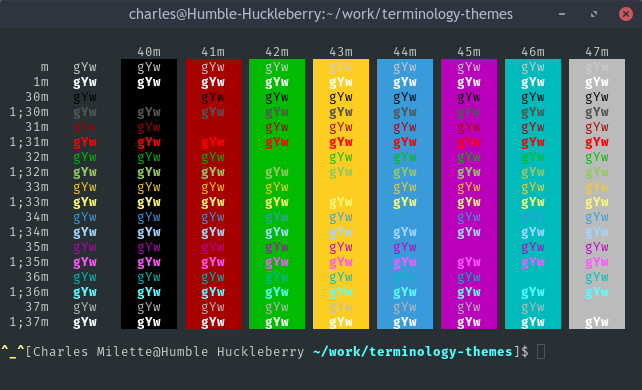 charles@Humble-Huckleberry:~/work/terminology-themes
40m 41m 42m 43m 44m 45m 46m 47m
m gYw gYw gYw gYw gYw gYw gYw gYw gYw
1m gYw gYw gYw gYw gYw gYw gYw gYw gYw
30m gYw gYw gYw gYw gYw gYw gYw gYw
1;30m gYw gYw gYw gYw gYw gYw gYw gYw gYw
31m gYw gYw gYw gYw gYw gYw gYw gYw
1;31m gYw gYw gYw gYw gYw gYw gYw gYw gYw
32m gYw gYw gYw gYw gYw gYw gYw gYw
1;32m gYw gYw gYw gYw gYw gYw gYw gYw gYw
33m gYw gYw gYw gYw gYw gYw gYw gYw
1;33m gYw gYw gYw gYw gYw gYw gYw gYw gYw
34m gYw gYw gYw gYw gYw gYw gYw gYw
1;34m gYw gYw gYw gYw gYw gYw gYw gYw gYw
35m gYw gYw gYw gYw gYw gYw gYw gYw
1;35m gYw gYw gYw gYw gYw gYw gYw gYw gYw
36m gYw gYw gYw gYw gYw gYw gYw gYw
1;36m gYw gYw gYw gYw gYw gYw gYw gYw gYw
37m gYw gYw gYw gYw gYw gYw gYw gYw
1;37m gYw gYw gYw gYw gYw gYw gYw gYw gYw
^_^[Charles Milette@Humble Huckleberry ~/work/terminology-themes]$